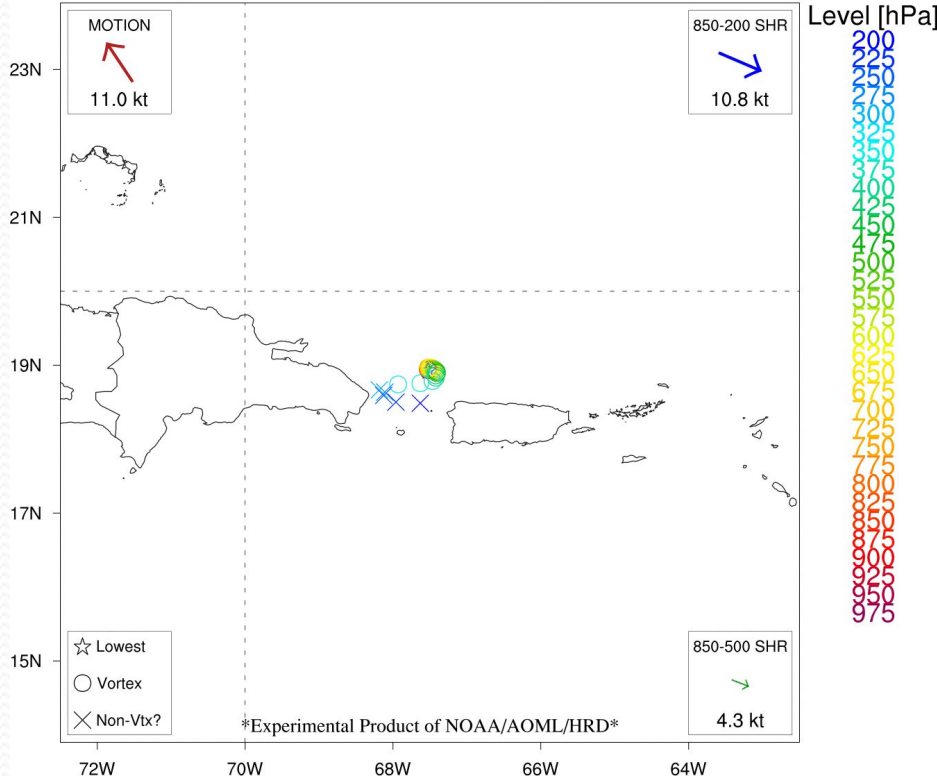 Level [hPa]
MOTION
11.0 kt
850-200 SHR
10.8 kt
200
225
250
275
300
325
350
375
400
425
450
475
500
525
550
575
600
625
650
675
700
725
750
775
800
825
850
875
900
925
950
975
23N
21N
19N
17N
15N
Lowest
Vortex
Non-Vtx?
*Experimental Product of NOAA/AOML/HRD*
850-500 SHR
4.3 kt
72W 70W 68W 66W 64W